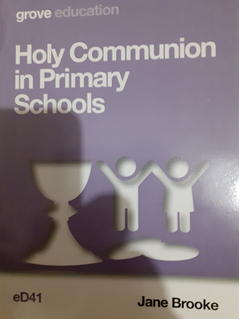 grove education
Holy Communion
in Primary
Schools
eD41
Jane Brooke